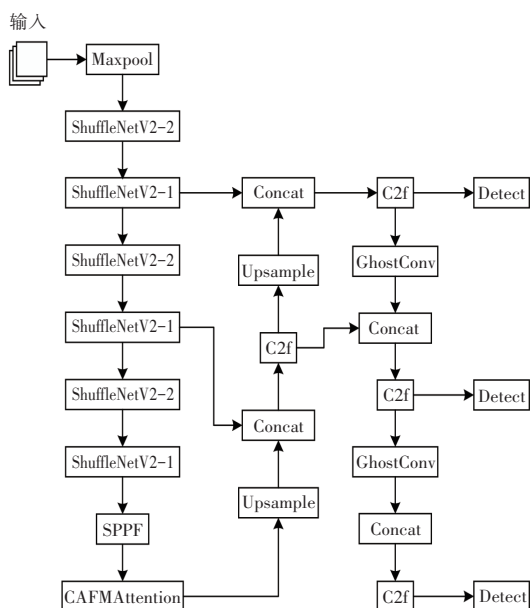 输入
Maxpool
ShuffleNetV2-2
ShuffleNetV2-1
ShuffleNetV2-2
ShuffleNetV2-1
ShuffleNetV2-2
ShuffleNetV2-1
SPPF
CAFMAttention
Concat
Upsample
C2f
Concat
Upsample
C2f
Detect
GhostConv
Concat
C2f
Detect
GhostConv
Concat
C2f
Detect